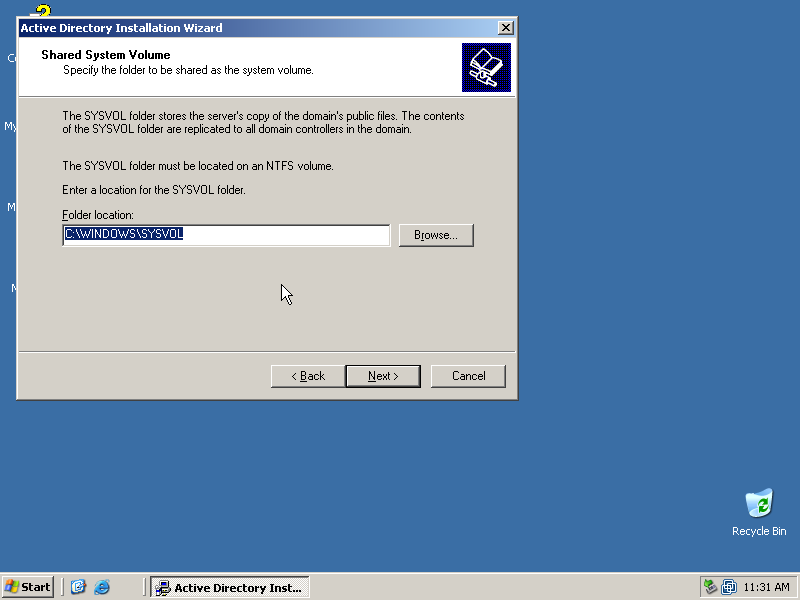 Active Directory Installation Wizard
Shared System Volume
Specify the folder to be shared as the system volume.
The SYSVOL folder stores the server's copy of the domain's public files. The contents
of the SYSVOL folder are replicated to all domain controllers in the domain.
The SYSVOL folder must be located on an NTFS volume.
Enter a location for the SYSVOL folder.
Folder location:
C:\WINDOWS\SYSVOL
Browse...
< Back
Next >
Cancel
Recycle Bin
Start
Active Directory Inst...
11:31 AM